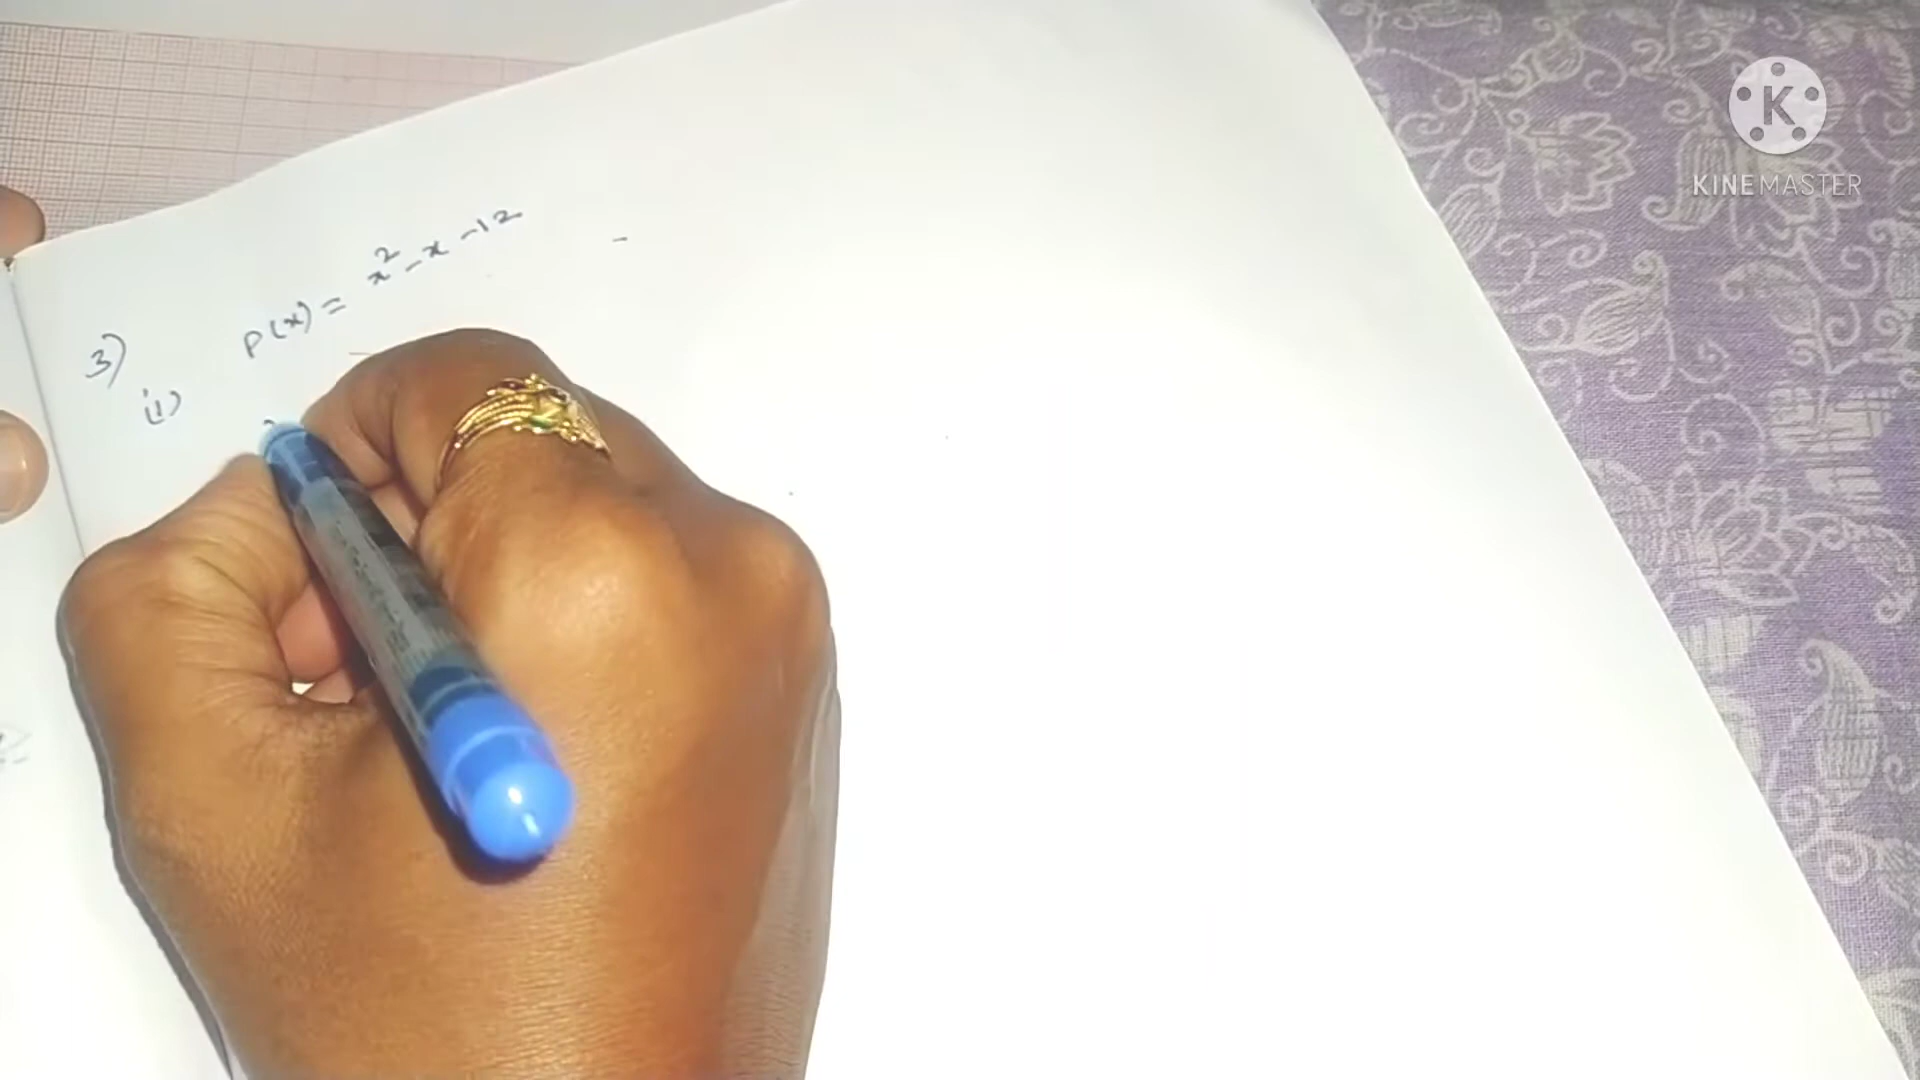 3)
(i) P(x) = x² - x - 12
KINEMASTER